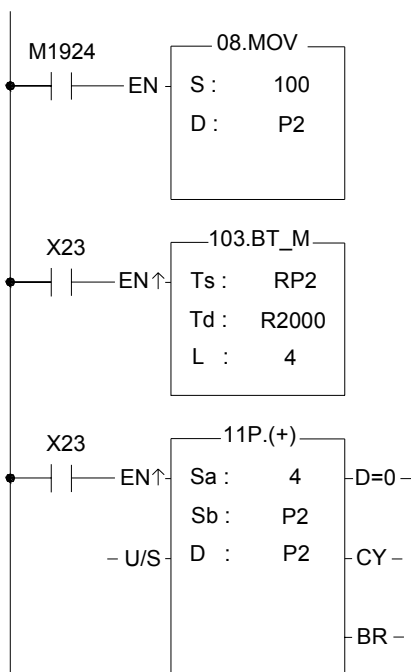 M1924
08.MOV
EN
S : 100
D : P2
X23
103.BT_M
EN↑
Ts : RP2
Td : R2000
L : 4
X23
11P.(+)
EN↑
Sa : 4
D=0
Sb : P2
U/S
D : P2
CY
BR